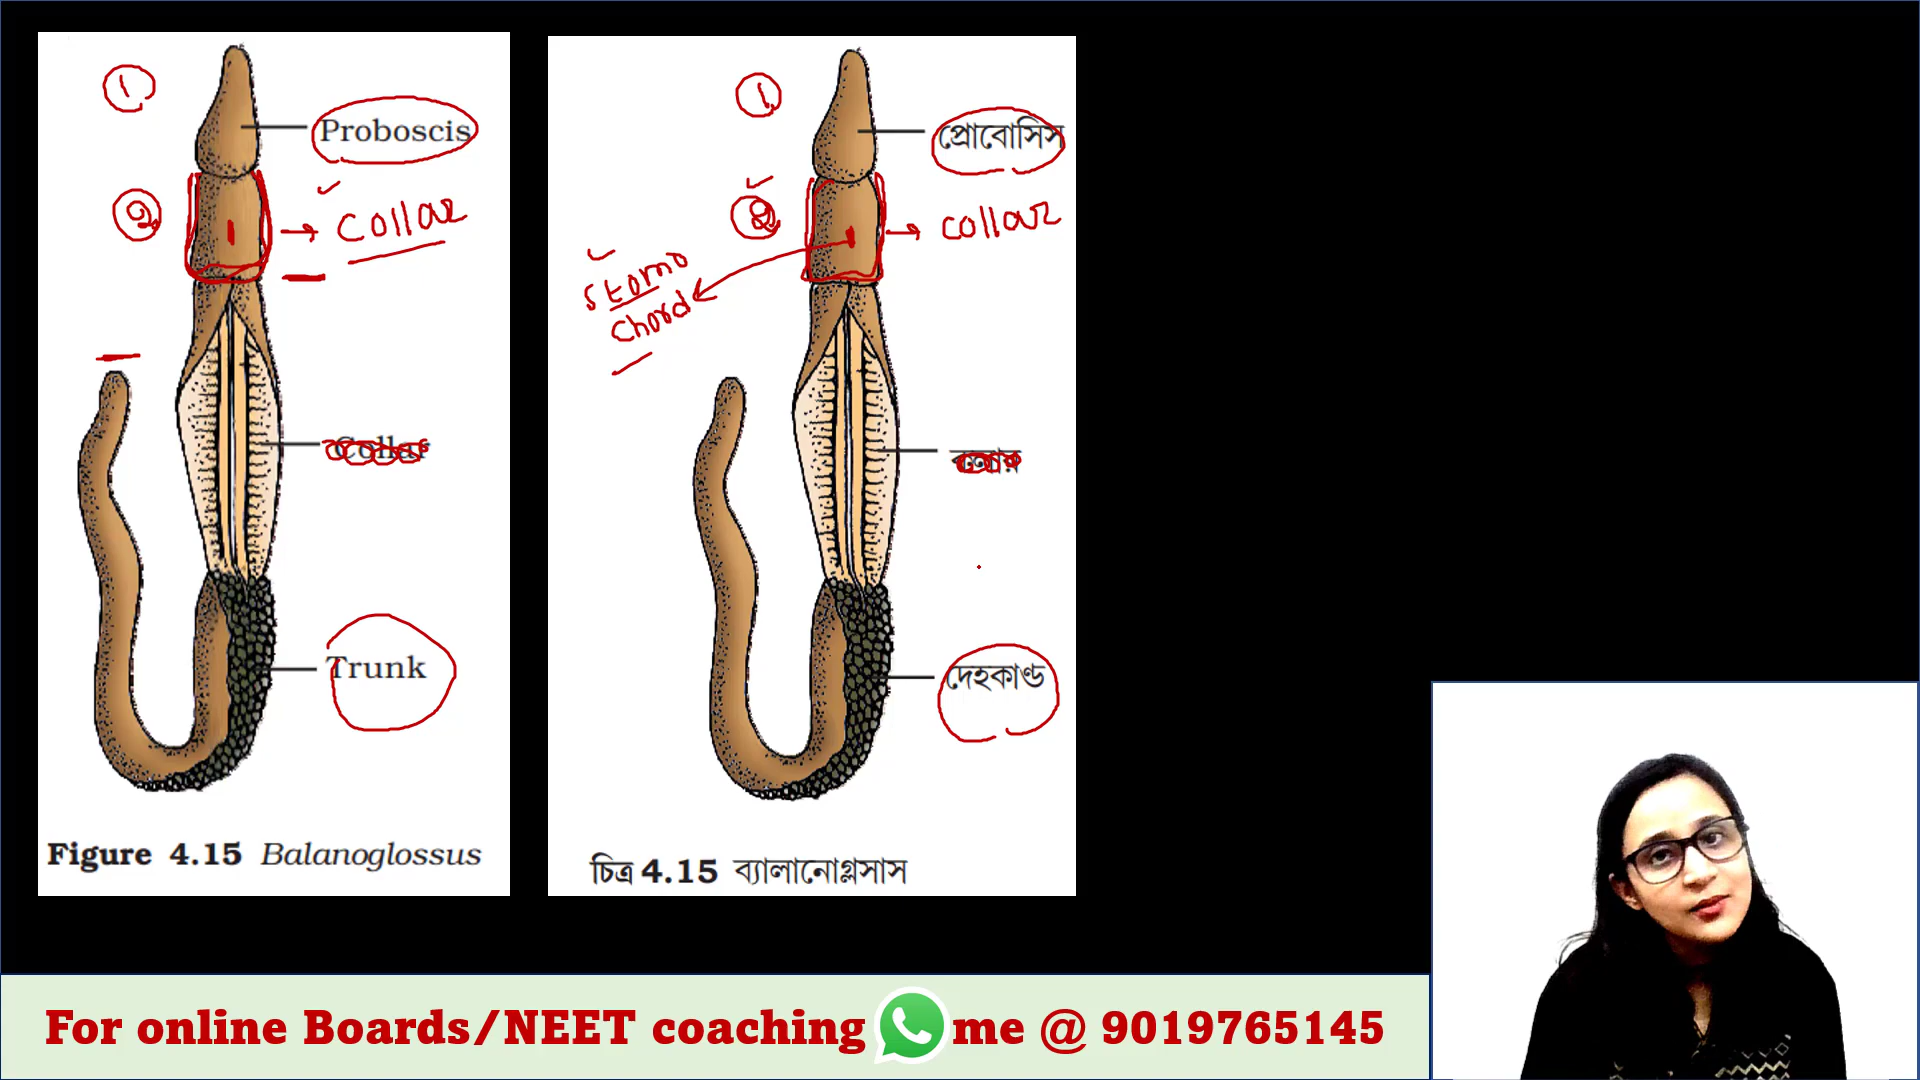 1
Proboscis
2
→ Collar
Collar
Trunk
Figure 4.15 Balanoglossus
1
প্রোবোসিস
2
→ collar
Stomo
chord
কলার
দেহকাণ্ড
চিত্র 4.15 ব্যালানোগ্লসাস
For online Boards/NEET coaching me @ 9019765145